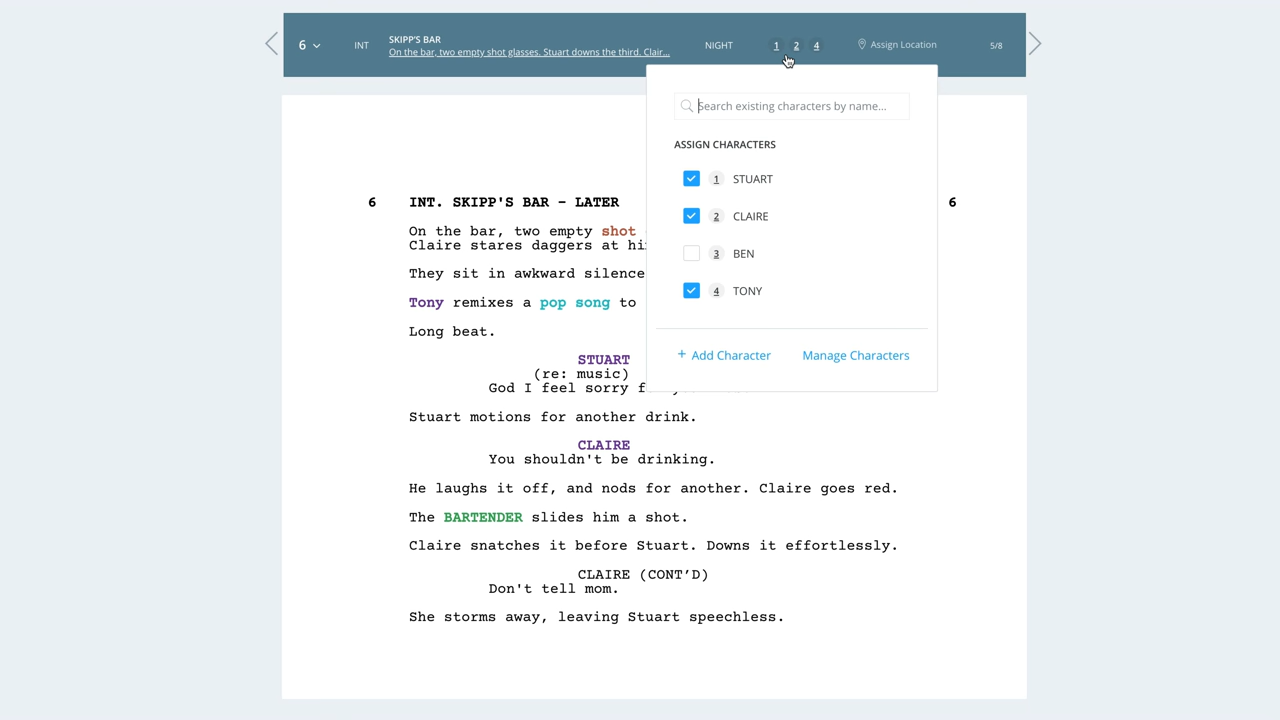 6 INT SKIPP'S BAR NIGHT 1 2 4 Assign Location 5/8
On the bar, two empty shot glasses. Stuart downs the third. Clair...
Search existing characters by name...
ASSIGN CHARACTERS
1 STUART
2 CLAIRE
3 BEN
4 TONY
+ Add Character Manage Characters
6 INT. SKIPP'S BAR – LATER 6
On the bar, two empty shot
Claire stares daggers at hi
They sit in awkward silence
Tony remixes a pop song to
Long beat.
STUART
(re: music)
God I feel sorry
Stuart motions for another drink.
CLAIRE
You shouldn't be drinking.
He laughs it off, and nods for another. Claire goes red.
The BARTENDER slides him a shot.
Claire snatches it before Stuart. Downs it effortlessly.
CLAIRE (CONT’D)
Don't tell mom.
She storms away, leaving Stuart speechless.